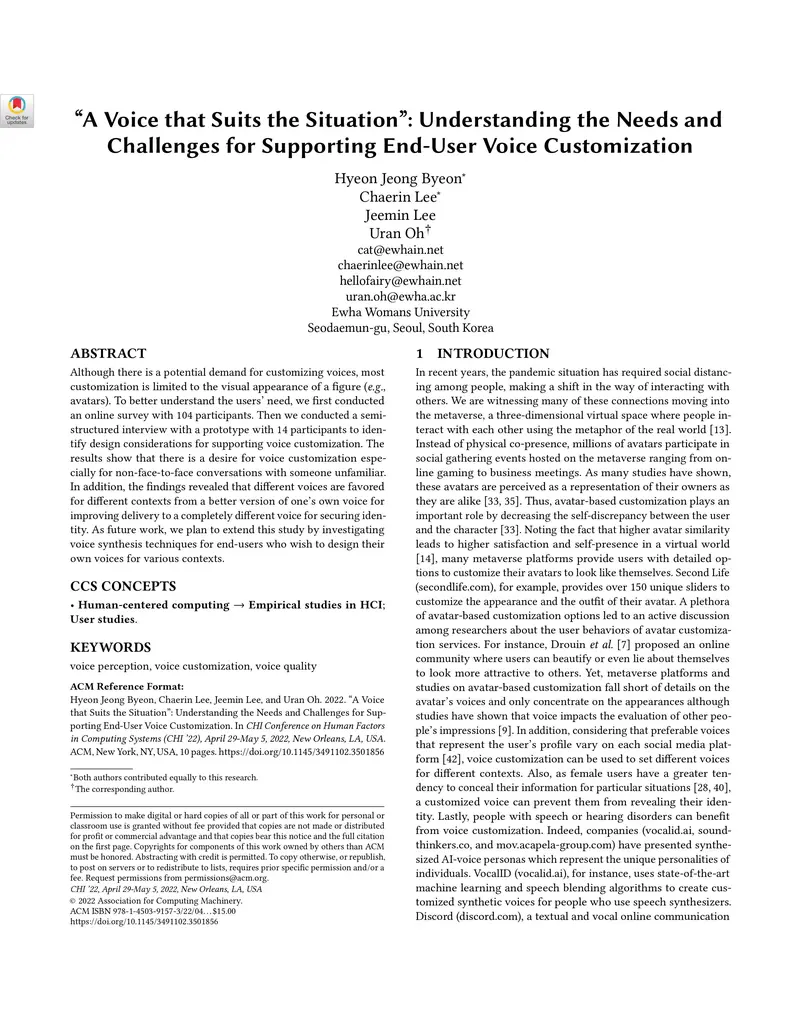 Check for
updates
“A Voice that Suits the Situation”: Understanding the Needs and
Challenges for Supporting End-User Voice Customization
Hyeon Jeong Byeon*
Chaerin Lee*
Jeemin Lee
Uran Oh†
cat@ewhain.net
chaerinlee@ewhain.net
hellofairy@ewhain.net
uran.oh@ewha.ac.kr
Ewha Womans University
Seodaemun-gu, Seoul, South Korea
ABSTRACT
Although there is a potential demand for customizing voices, most
customization is limited to the visual appearance of a figure (e.g.,
avatars). To better understand the users’ need, we first conducted
an online survey with 104 participants. Then we conducted a semi-
structured interview with a prototype with 14 participants to iden-
tify design considerations for supporting voice customization. The
results show that there is a desire for voice customization espe-
cially for non-face-to-face conversations with someone unfamiliar.
In addition, the findings revealed that different voices are favored
for different contexts from a better version of one’s own voice for
improving delivery to a completely different voice for securing iden-
tity. As future work, we plan to extend this study by investigating
voice synthesis techniques for end-users who wish to design their
own voices for various contexts.
CCS CONCEPTS
• Human-centered computing → Empirical studies in HCI;
User studies.
KEYWORDS
voice perception, voice customization, voice quality
ACM Reference Format:
Hyeon Jeong Byeon, Chaerin Lee, Jeemin Lee, and Uran Oh. 2022. “A Voice
that Suits the Situation”: Understanding the Needs and Challenges for Sup-
porting End-User Voice Customization. In CHI Conference on Human Factors
in Computing Systems (CHI ’22), April 29-May 5, 2022, New Orleans, LA, USA.
ACM, New York, NY, USA, 10 pages. https://doi.org/10.1145/3491102.3501856
*Both authors contributed equally to this research.
†The corresponding author.
Permission to make digital or hard copies of all or part of this work for personal or
classroom use is granted without fee provided that copies are not made or distributed
for profit or commercial advantage and that copies bear this notice and the full citation
on the first page. Copyrights for components of this work owned by others than ACM
must be honored. Abstracting with credit is permitted. To copy otherwise, or republish,
to post on servers or to redistribute to lists, requires prior specific permission and/or a
fee. Request permissions from permissions@acm.org.
CHI ’22, April 29-May 5, 2022, New Orleans, LA, USA
© 2022 Association for Computing Machinery.
ACM ISBN 978-1-4503-9157-3/22/04...$15.00
https://doi.org/10.1145/3491102.3501856
1 INTRODUCTION
In recent years, the pandemic situation has required social distanc-
ing among people, making a shift in the way of interacting with
others. We are witnessing many of these connections moving into
the metaverse, a three-dimensional virtual space where people in-
teract with each other using the metaphor of the real world [13].
Instead of physical co-presence, millions of avatars participate in
social gathering events hosted on the metaverse ranging from on-
line gaming to business meetings. As many studies have shown,
these avatars are perceived as a representation of their owners as
they are alike [33, 35]. Thus, avatar-based customization plays an
important role by decreasing the self-discrepancy between the user
and the character [33]. Noting the fact that higher avatar similarity
leads to higher satisfaction and self-presence in a virtual world
[14], many metaverse platforms provide users with detailed op-
tions to customize their avatars to look like themselves. Second Life
(secondlife.com), for example, provides over 150 unique sliders to
customize the appearance and the outfit of their avatar. A plethora
of avatar-based customization options led to an active discussion
among researchers about the user behaviors of avatar customiza-
tion services. For instance, Drouin et al. [7] proposed an online
community where users can beautify or even lie about themselves
to look more attractive to others. Yet, metaverse platforms and
studies on avatar-based customization fall short of details on the
avatar’s voices and only concentrate on the appearances although
studies have shown that voice impacts the evaluation of other peo-
ple’s impressions [9]. In addition, considering that preferable voices
that represent the user’s profile vary on each social media plat-
form [42], voice customization can be used to set different voices
for different contexts. Also, as female users have a greater ten-
dency to conceal their information for particular situations [28, 40],
a customized voice can prevent them from revealing their iden-
tity. Lastly, people with speech or hearing disorders can benefit
from voice customization. Indeed, companies (vocalid.ai, sound-
thinkers.co, and mov.acapela-group.com) have presented synthe-
sized AI-voice personas which represent the unique personalities of
individuals. VocalID (vocalid.ai), for instance, uses state-of-the-art
machine learning and speech blending algorithms to create cus-
tomized synthetic voices for people who use speech synthesizers.
Discord (discord.com), a textual and vocal online communication